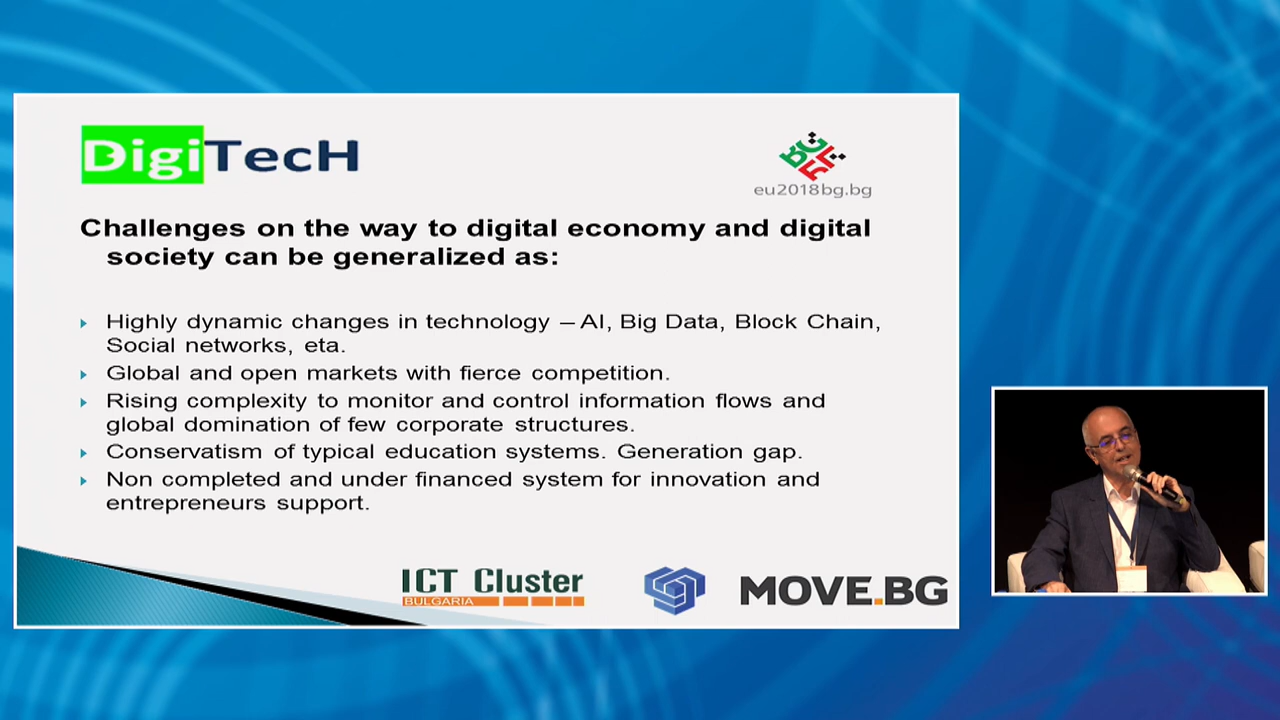 DigiTecH
eu2018bg.bg
Challenges on the way to digital economy and digital
society can be generalized as:
Highly dynamic changes in technology – AI, Big Data, Block Chain,
Social networks, eta.
Global and open markets with fierce competition.
Rising complexity to monitor and control information flows and
global domination of few corporate structures.
Conservatism of typical education systems. Generation gap.
Non completed and under financed system for innovation and
entrepreneurs support.
ICT Cluster
BULGARIA
MOVE.BG